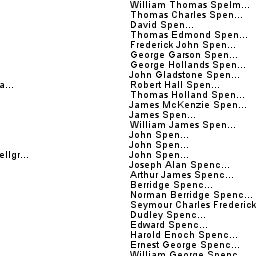 William Thomas Spelm...
Thomas Charles Spen...
David Spen...
Thomas Edmond Spen...
Frederick John Spen...
George Garson Spen...
George Hollands Spen...
John Gladstone Spen...
a... Robert Hall Spen...
Thomas Holland Spen...
James McKenzie Spen...
James Spen...
William James Spen...
John Spen...
John Spen...
ellgr... John Spen...
Joseph Alan Spenc...
Arthur James Spenc...
Berridge Spenc...
Norman Berridge Spenc...
Seymour Charles Frederick
Dudley Spenc...
Edward Spenc...
Harold Enoch Spenc...
Ernest George Spenc...
William George Spenc...